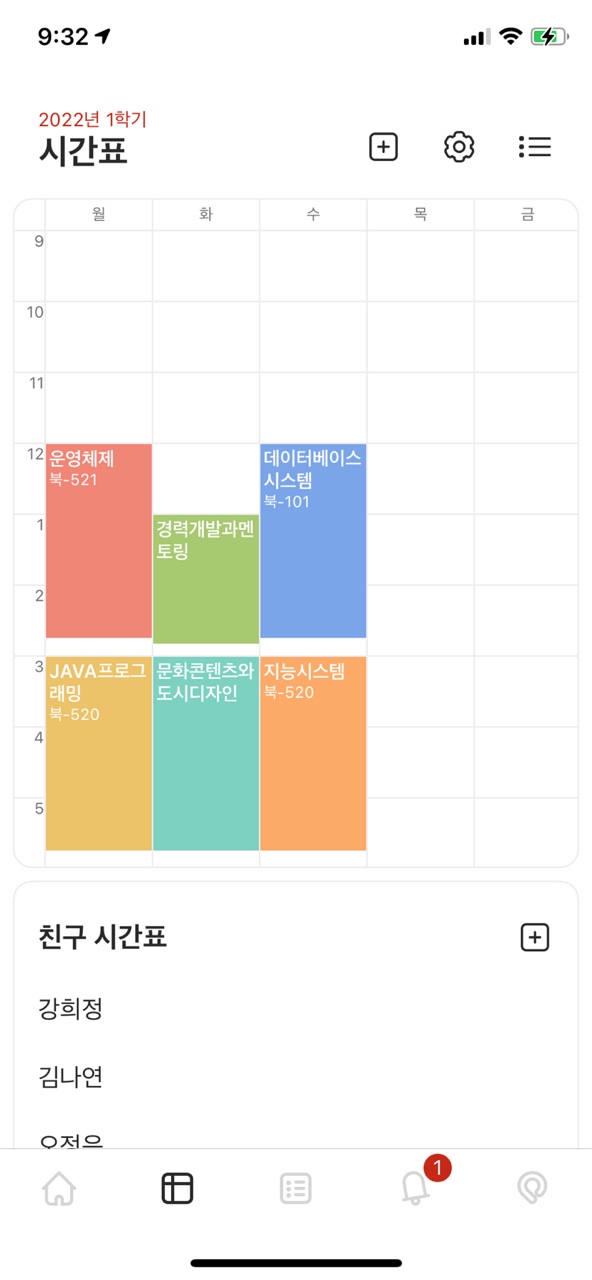 9:32
2022년 1학기
시간표
월 화 수 목 금
9
10
11
12
1
2
3
4
5
운영체제
북-521
데이터베이스
시스템
북-101
경력개발과멘
토링
JAVA프로그
래밍
북-520
문화콘텐츠와
도시디자인
지능시스템
북-520
친구 시간표
강희정
김나연
1